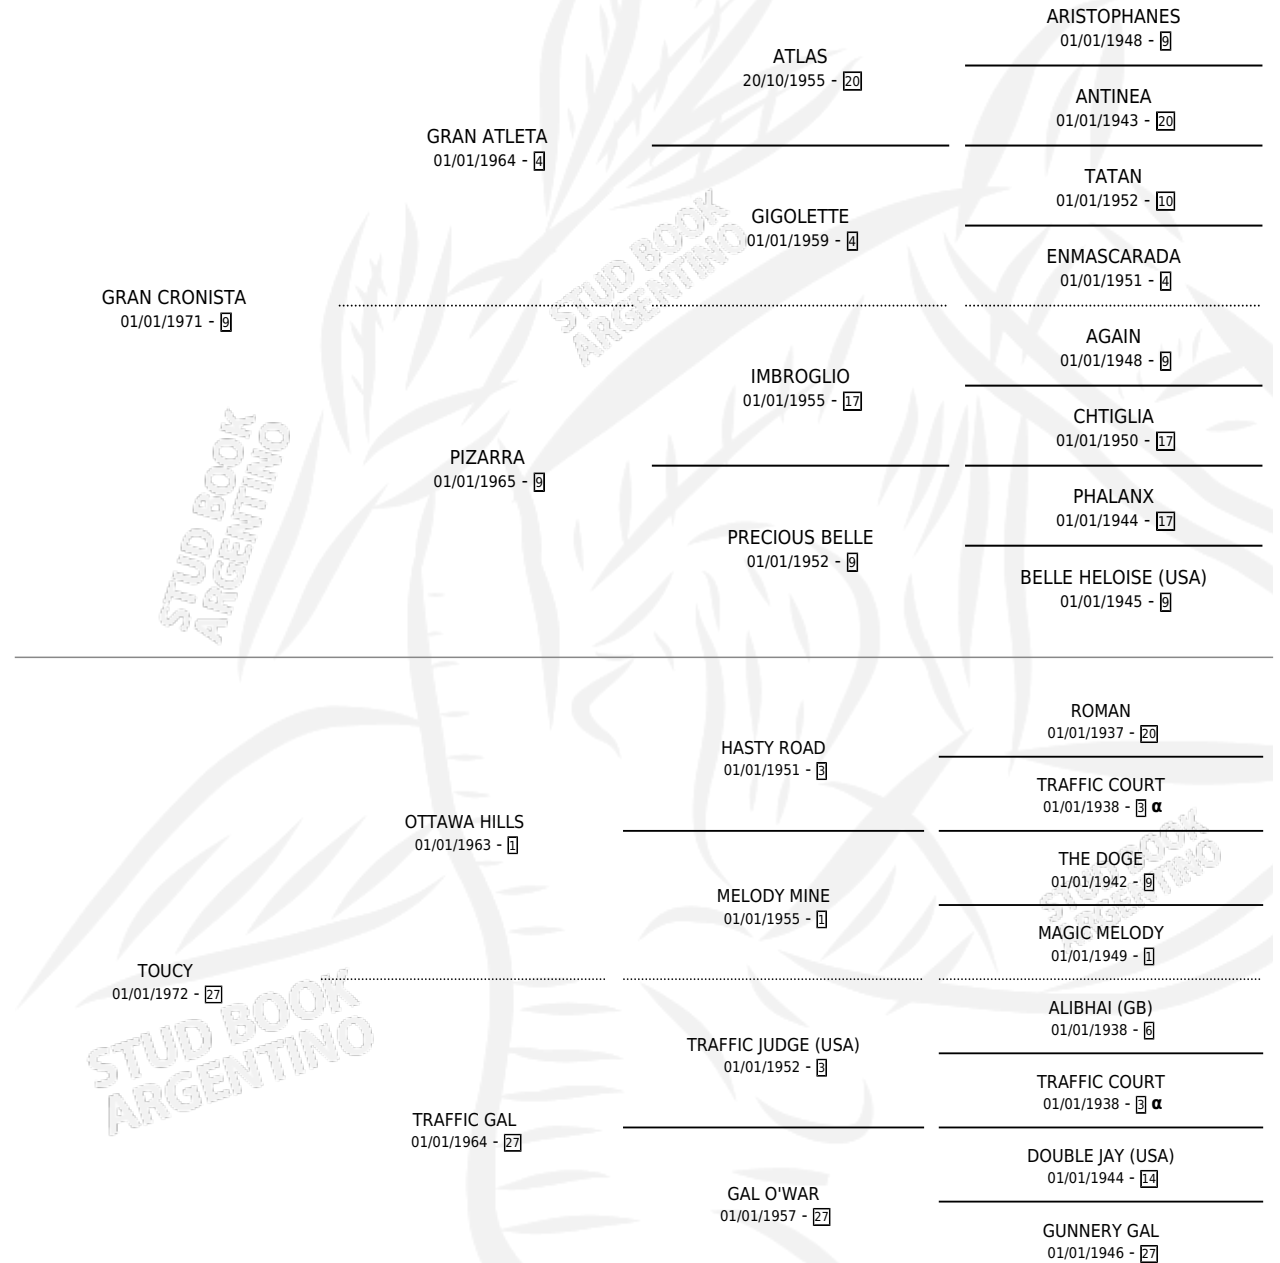 ARISTOPHANES
01/01/1948 - 9
ATLAS
20/10/1955 - 20
ANTINEA
01/01/1943 - 20
GRAN ATLETA
01/01/1964 - 4
TATAN
01/01/1952 - 10
GIGOLETTE
01/01/1959 - 4
ENMASCARADA
01/01/1951 - 4
GRAN CRONISTA
01/01/1971 - 9
AGAIN
01/01/1948 - 9
IMBROGLIO
01/01/1955 - 17
CHTIGLIA
01/01/1950 - 17
PIZARRA
01/01/1965 - 9
PHALANX
01/01/1944 - 17
PRECIOUS BELLE
01/01/1952 - 9
BELLE HELOISE (USA)
01/01/1945 - 9
ROMAN
01/01/1937 - 20
HASTY ROAD
01/01/1951 - 3
TRAFFIC COURT
01/01/1938 - 3 α
OTTAWA HILLS
01/01/1963 - 1
THE DOGE
01/01/1942 - 9
MELODY MINE
01/01/1955 - 1
MAGIC MELODY
01/01/1949 - 1
TOUCY
01/01/1972 - 27
ALIBHAI (GB)
01/01/1938 - 6
TRAFFIC JUDGE (USA)
01/01/1952 - 3
TRAFFIC COURT
01/01/1938 - 3 α
TRAFFIC GAL
01/01/1964 - 27
DOUBLE JAY (USA)
01/01/1944 - 14
GAL O'WAR
01/01/1957 - 27
GUNNERY GAL
01/01/1946 - 27
STUD BOOK
ARGENTINO
STUD BOOK
ARGENTINO
STUD BOOK
ARGENTINO
STUD BOOK
ARGENTINO